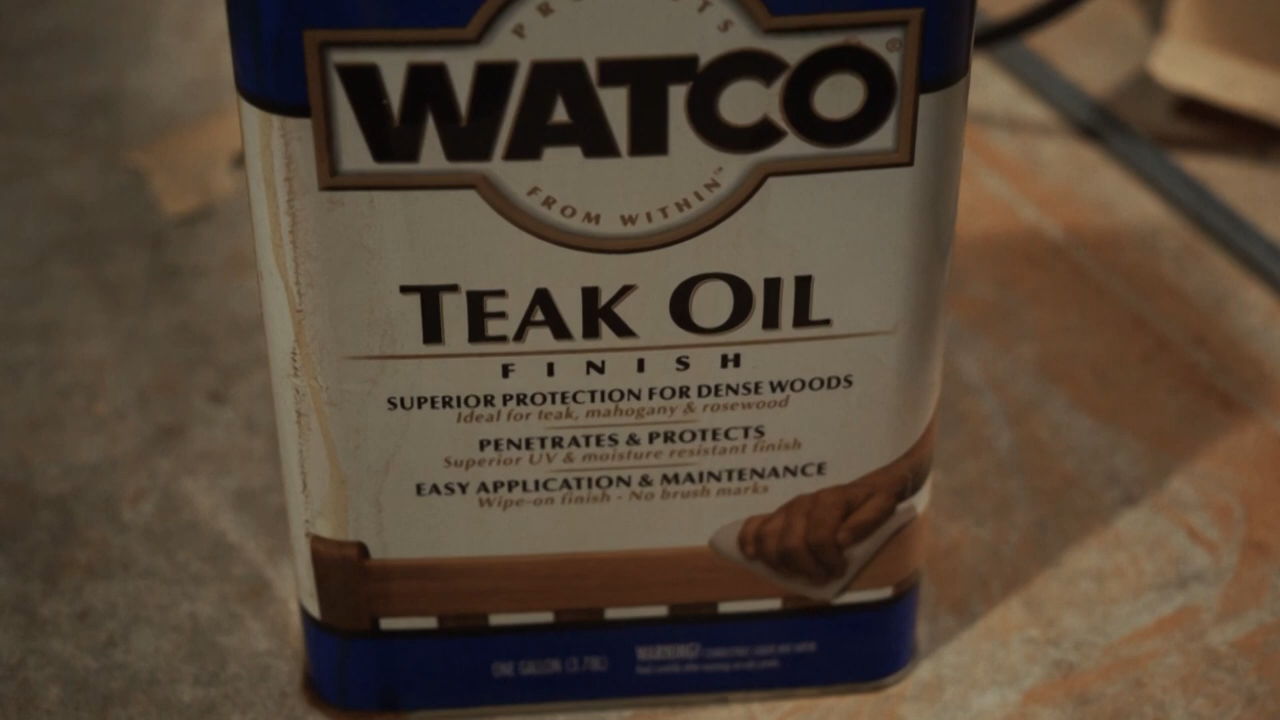 PRODUCTS
WATCO®
FROM WITHIN™
TEAK OIL
FINISH
SUPERIOR PROTECTION FOR DENSE WOODS
Ideal for teak, mahogany & rosewood
PENETRATES & PROTECTS
Superior UV & moisture resistant finish
EASY APPLICATION & MAINTENANCE
Wipe-on finish - No brush marks
ONE GALLON (3.78L)
WARNING!